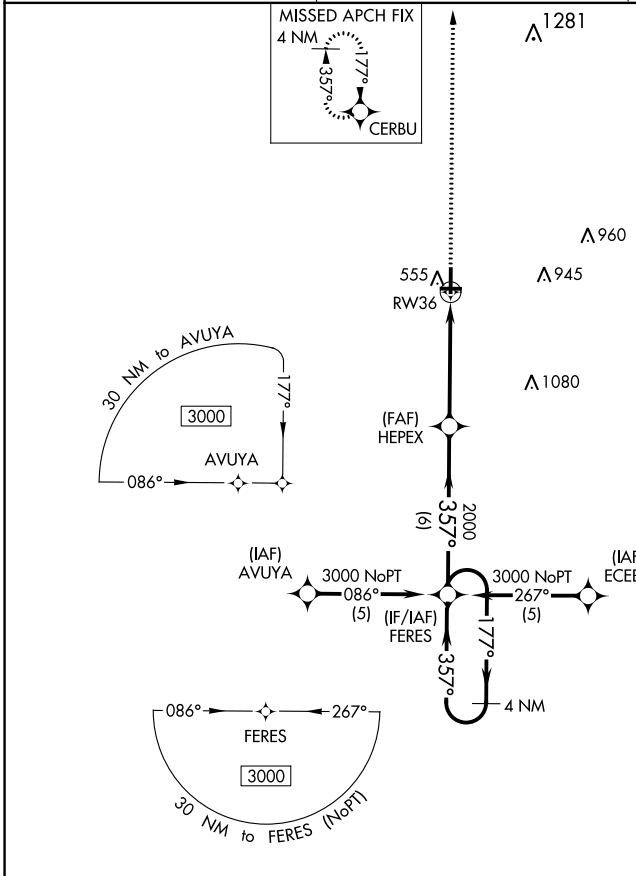 MISSED APCH FIX
4 NM
357°
177°
CERBU
1281
960
945
555
RW36
1080
30 NM to AVUYA
177°
3000
AVUYA
086°
(FAF)
HEPEX
2000
357°
(6)
(IAF)
AVUYA
3000 NoPT
086°
(5)
(IF/IAF)
FERES
3000 NoPT
267°
(5)
(IAF
177°
357°
4 NM
086°
267°
FERES
3000
30 NM to FERES (NoPT)